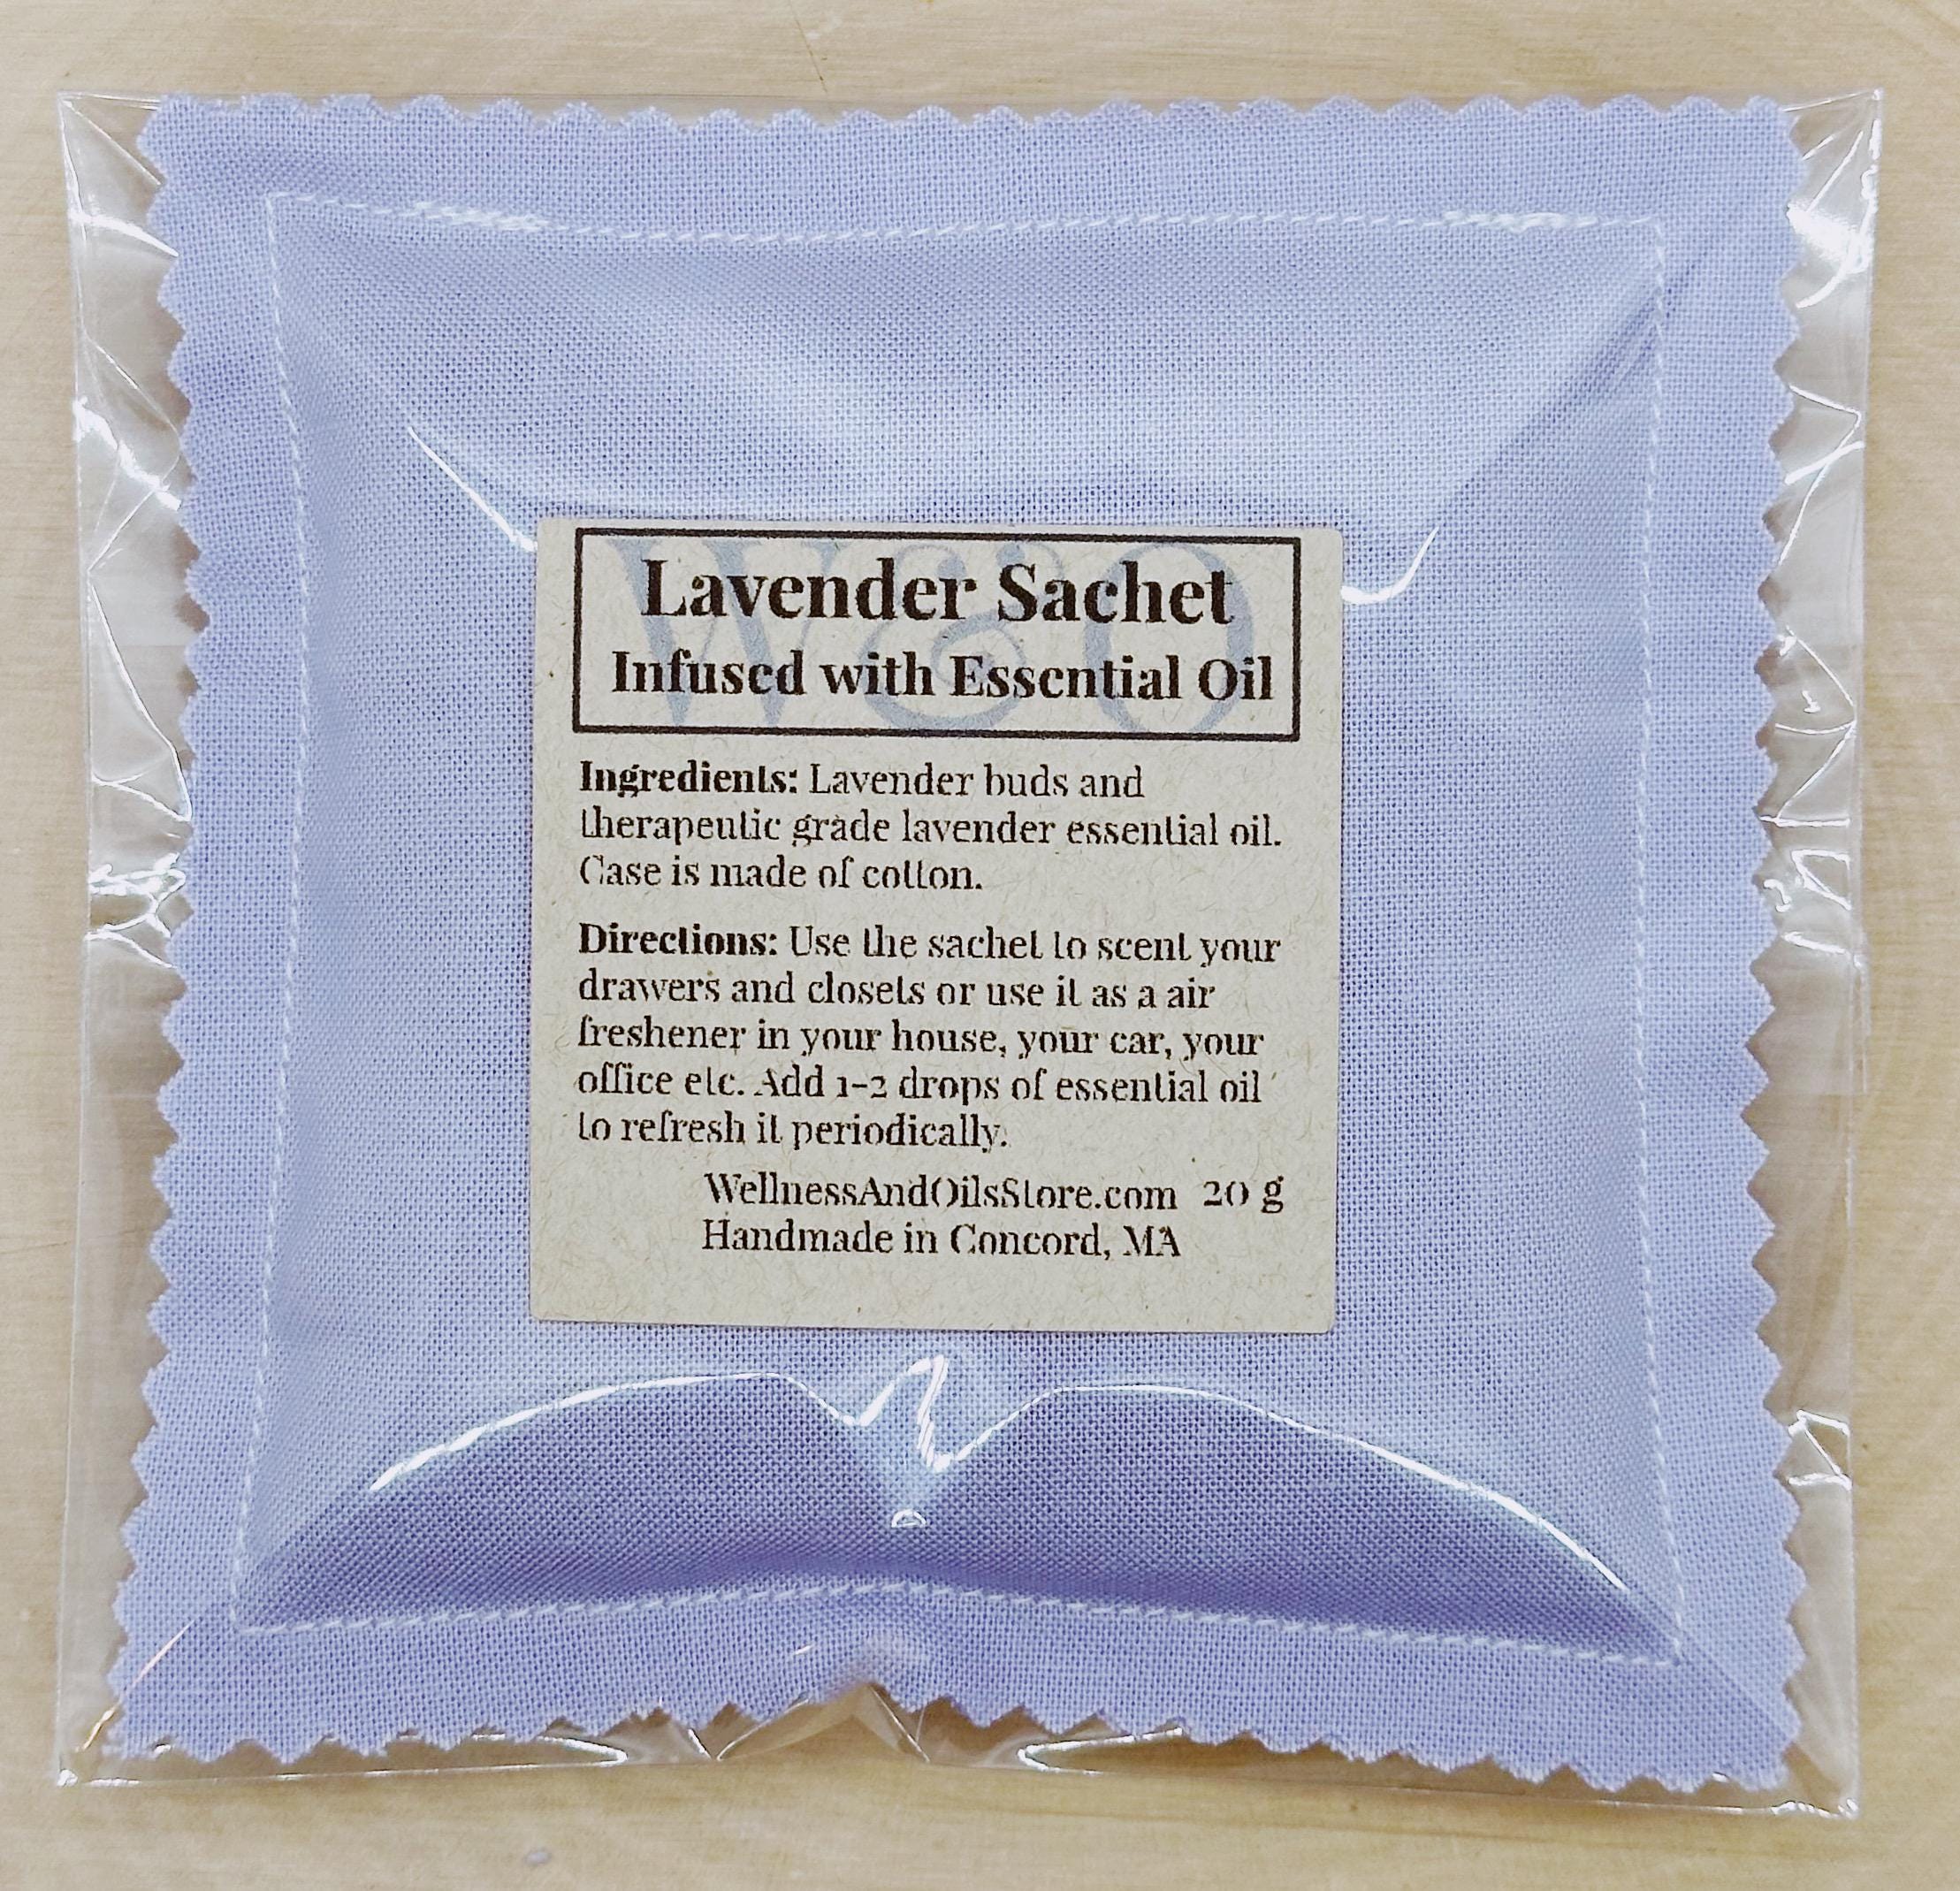 W&O
Lavender Sachet
Infused with Essential Oil
Ingredients: Lavender buds and
therapeutic grade lavender essential oil.
Case is made of cotton.
Directions: Use the sachet to scent your
drawers and closets or use it as a air
freshener in your house, your car, your
office etc. Add 1-2 drops of essential oil
to refresh it periodically.
WellnessAndOilsStore.com 20 g
Handmade in Concord, MA